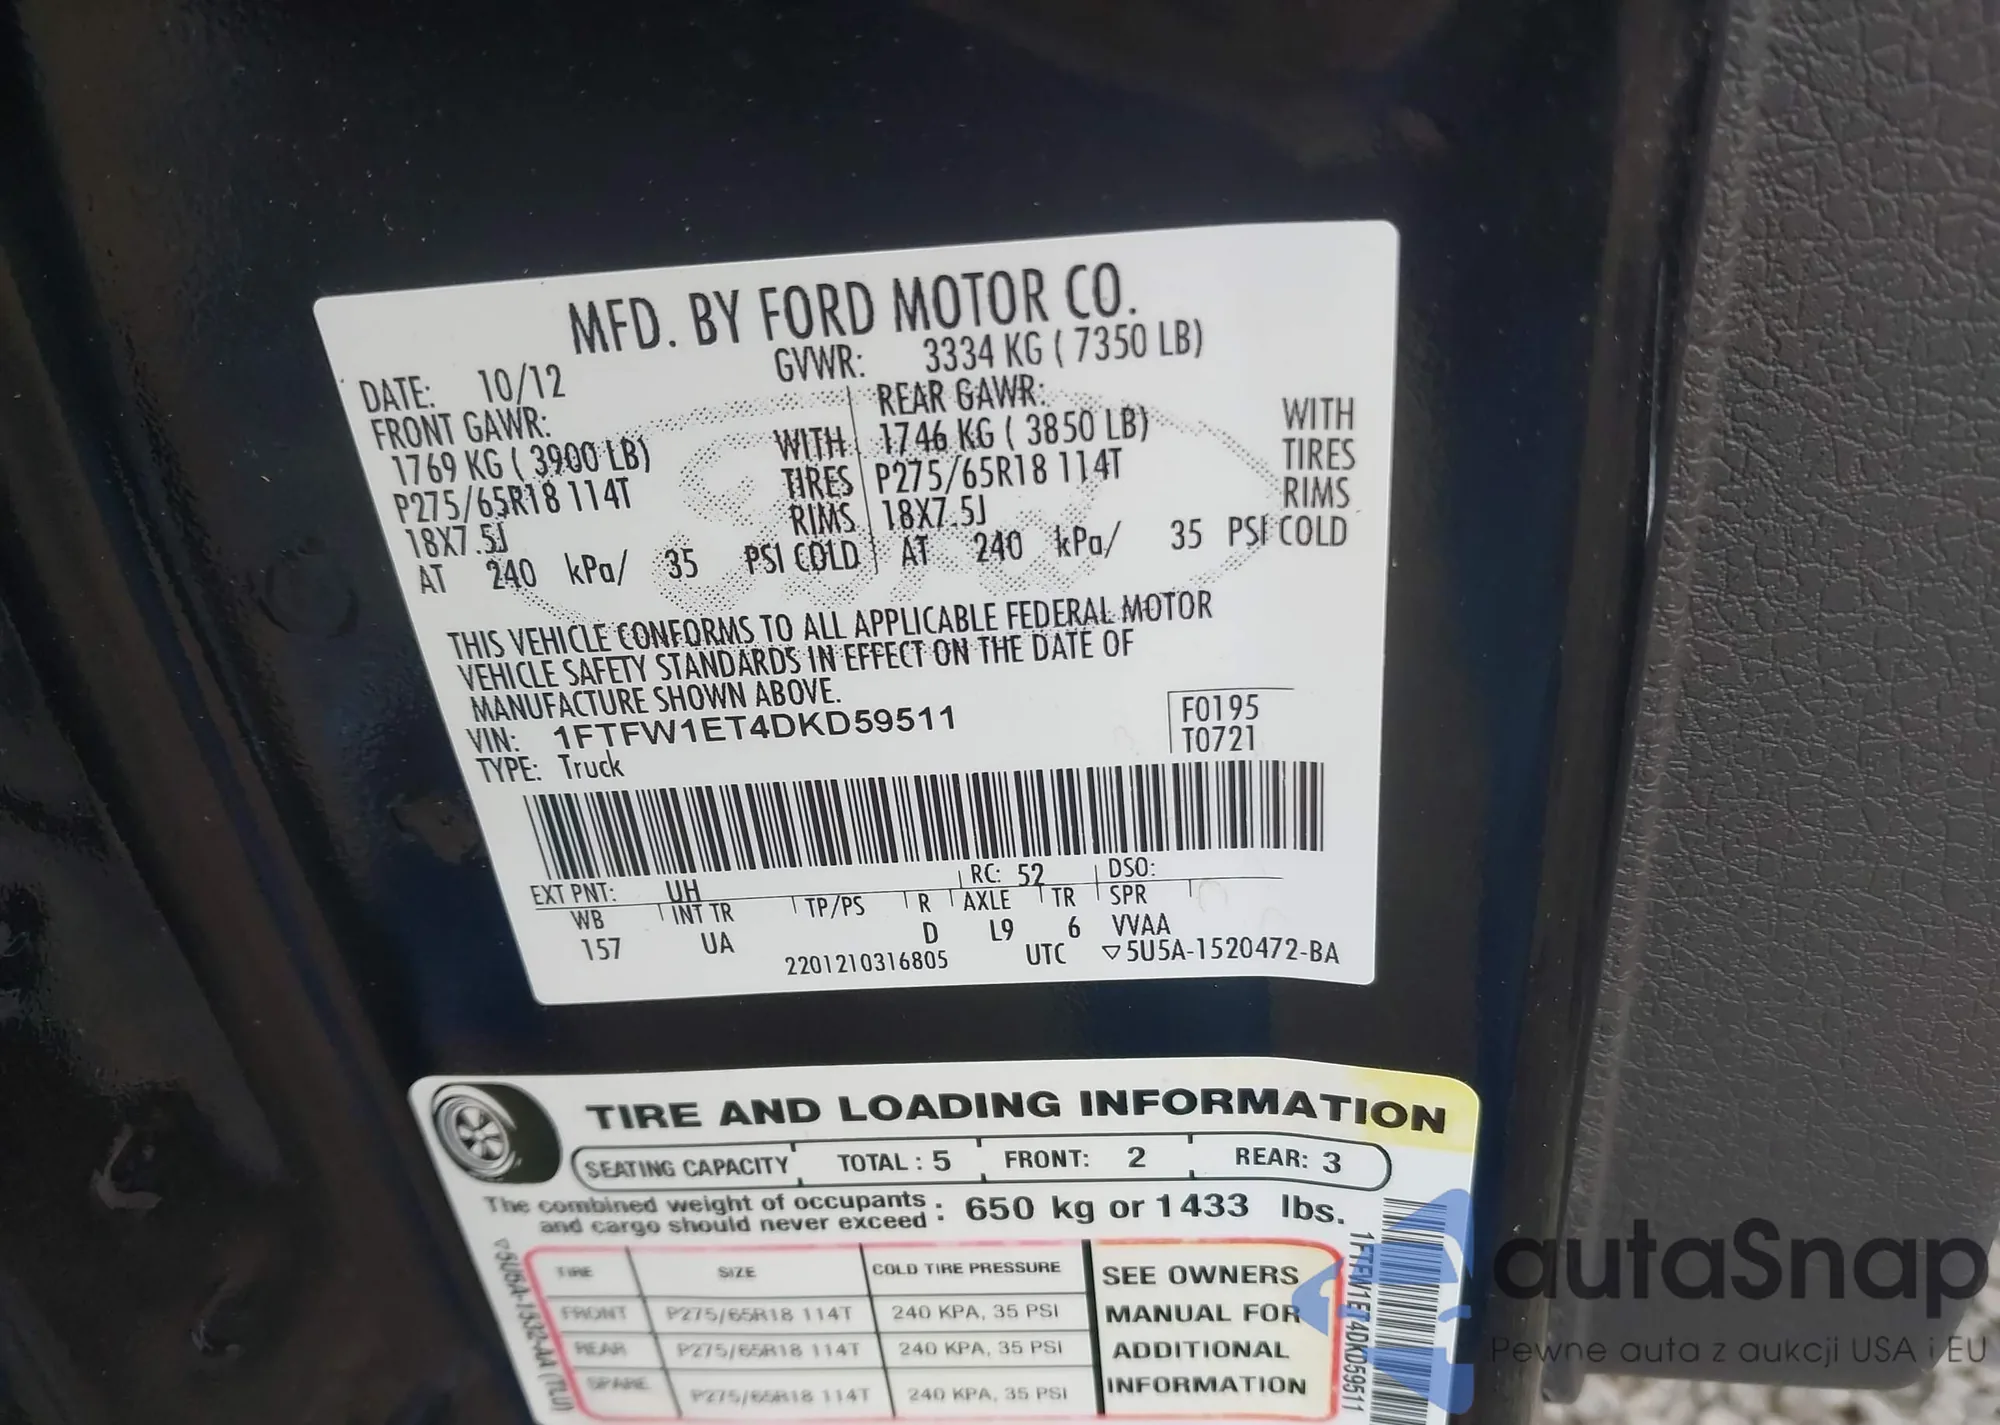 MFD. BY FORD MOTOR CO.
DATE: 10/12 GVWR: 3334 KG ( 7350 LB)
FRONT GAWR: REAR GAWR:
1769 KG ( 3900 LB) WITH 1746 KG ( 3850 LB) WITH
P275/65R18 114T TIRES P275/65R18 114T TIRES
18X7.5J RIMS 18X7.5J RIMS
AT 240 kPa/ 35 PSI COLD AT 240 kPa/ 35 PSI COLD
THIS VEHICLE CONFORMS TO ALL APPLICABLE FEDERAL MOTOR
VEHICLE SAFETY STANDARDS IN EFFECT ON THE DATE OF
MANUFACTURE SHOWN ABOVE.
VIN: 1FTFW1ET4DKD59511 F0195
TYPE: Truck T0721
EXT PNT: UH RC: 52 DSO:
WB INT TR TP/PS R AXLE TR SPR
157 UA D L9 6 VVAA
2201210316805 UTC ▽5U5A-1520472-BA
TIRE AND LOADING INFORMATION
SEATING CAPACITY TOTAL : 5 FRONT: 2 REAR: 3
The combined weight of occupants : 650 kg or 1433 lbs.
and cargo should never exceed :
TIRE SIZE COLD TIRE PRESSURE SEE OWNERS
FRONT P275/65R18 114T 240 KPA, 35 PSI MANUAL FOR
REAR P275/65R18 114T 240 KPA, 35 PSI ADDITIONAL
SPARE P275/65R18 114T 240 KPA, 35 PSI INFORMATION
▽5U5A-1532-AA (TLU)
1FTFW1ET4DKD59511
autaSnap
Pewne auta z aukcji USA i EU